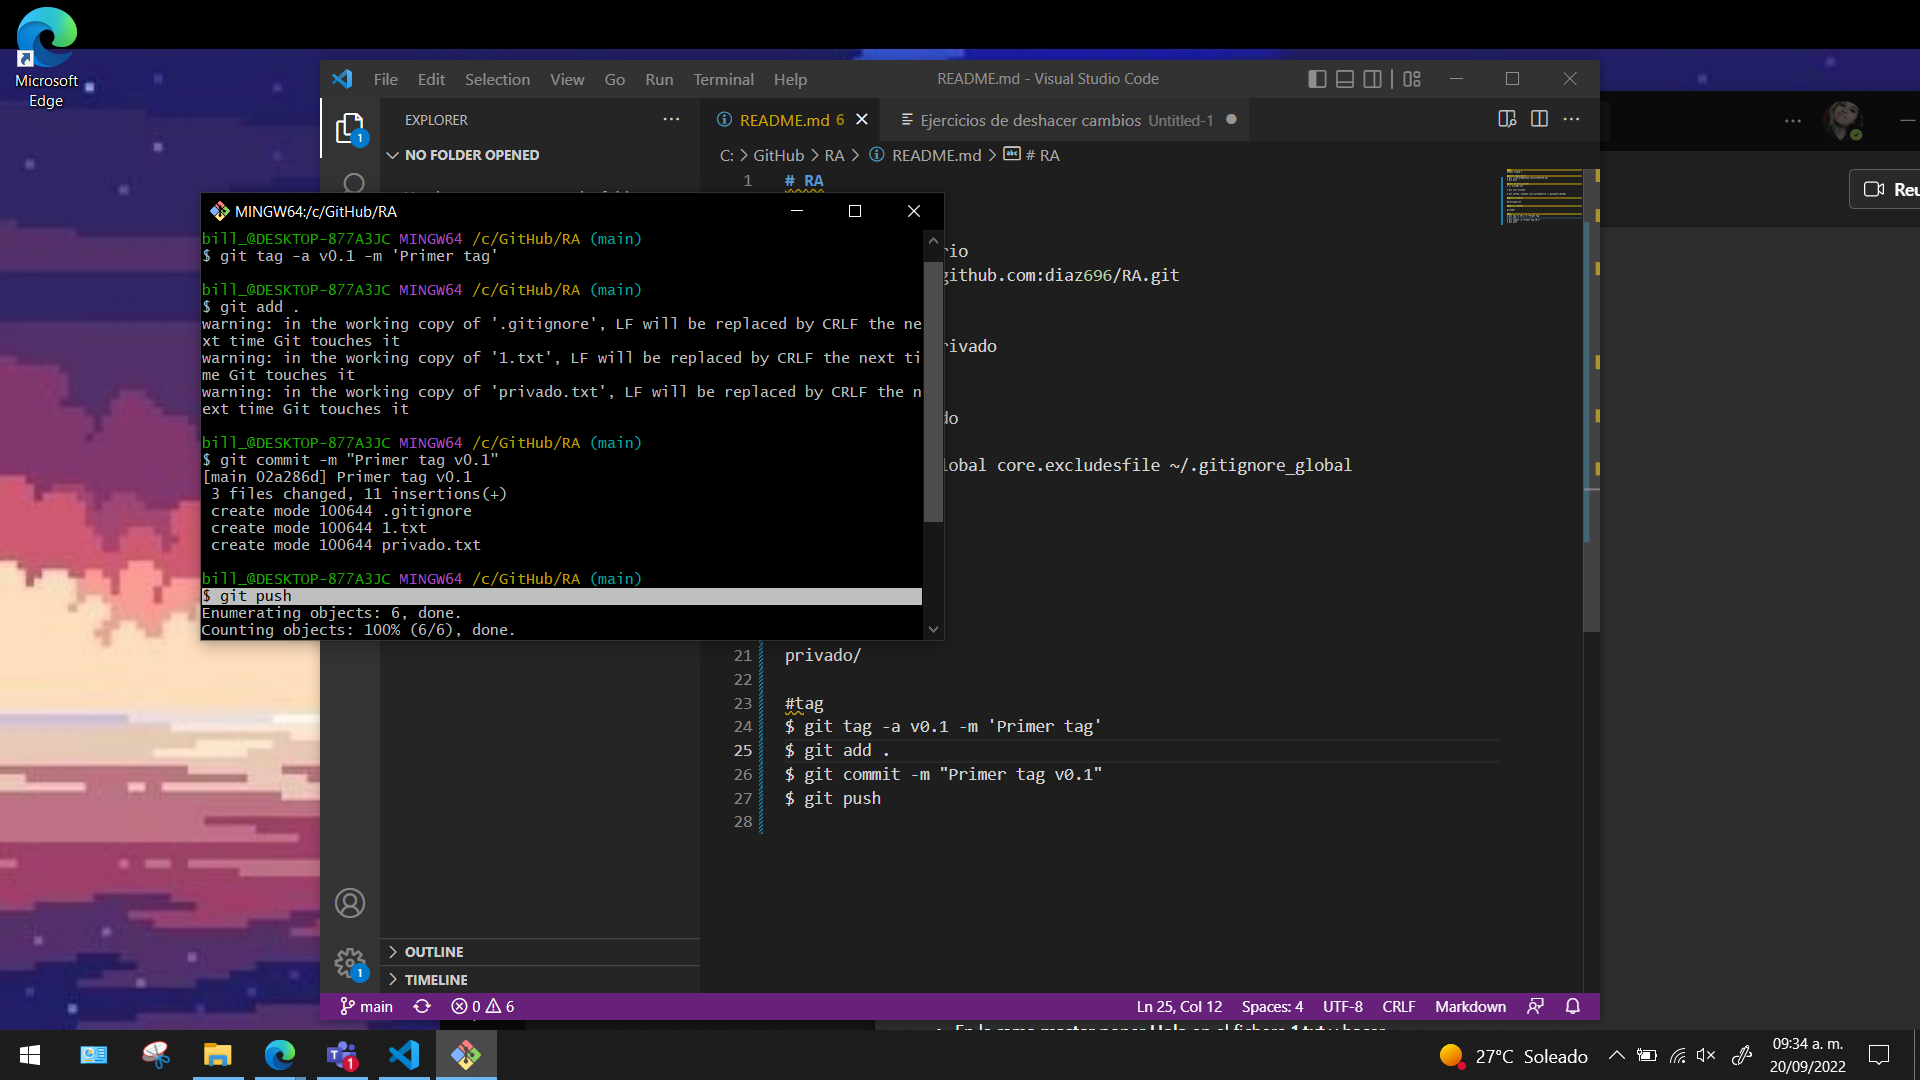 Microsoft
Edge
File Edit Selection View Go Run Terminal Help
README.md - Visual Studio Code
EXPLORER
NO FOLDER OPENED
README.md 6
Ejercicios de deshacer cambios Untitled-1
C: > GitHub > RA > README.md > # RA
1 # RA
rio
github.com:diaz696/RA.git
rivado
do
lobal core.excludesfile ~/.gitignore_global
MINGW64:/c/GitHub/RA
bill_@DESKTOP-877A3JC MINGW64 /c/GitHub/RA (main)
$ git tag -a v0.1 -m 'Primer tag'
bill_@DESKTOP-877A3JC MINGW64 /c/GitHub/RA (main)
$ git add .
warning: in the working copy of '.gitignore', LF will be replaced by CRLF the ne
xt time Git touches it
warning: in the working copy of '1.txt', LF will be replaced by CRLF the next ti
me Git touches it
warning: in the working copy of 'privado.txt', LF will be replaced by CRLF the n
ext time Git touches it
bill_@DESKTOP-877A3JC MINGW64 /c/GitHub/RA (main)
$ git commit -m "Primer tag v0.1"
[main 02a286d] Primer tag v0.1
3 files changed, 11 insertions(+)
create mode 100644 .gitignore
create mode 100644 1.txt
create mode 100644 privado.txt
bill_@DESKTOP-877A3JC MINGW64 /c/GitHub/RA (main)
$ git push
Enumerating objects: 6, done.
Counting objects: 100% (6/6), done.
21 privado/
22
23 #tag
24 $ git tag -a v0.1 -m 'Primer tag'
25 $ git add .
26 $ git commit -m "Primer tag v0.1"
27 $ git push
28
OUTLINE
TIMELINE
main
0 6
Ln 25, Col 12 Spaces: 4 UTF-8 CRLF Markdown
Reu
27°C Soleado
09:34 a. m.
20/09/2022